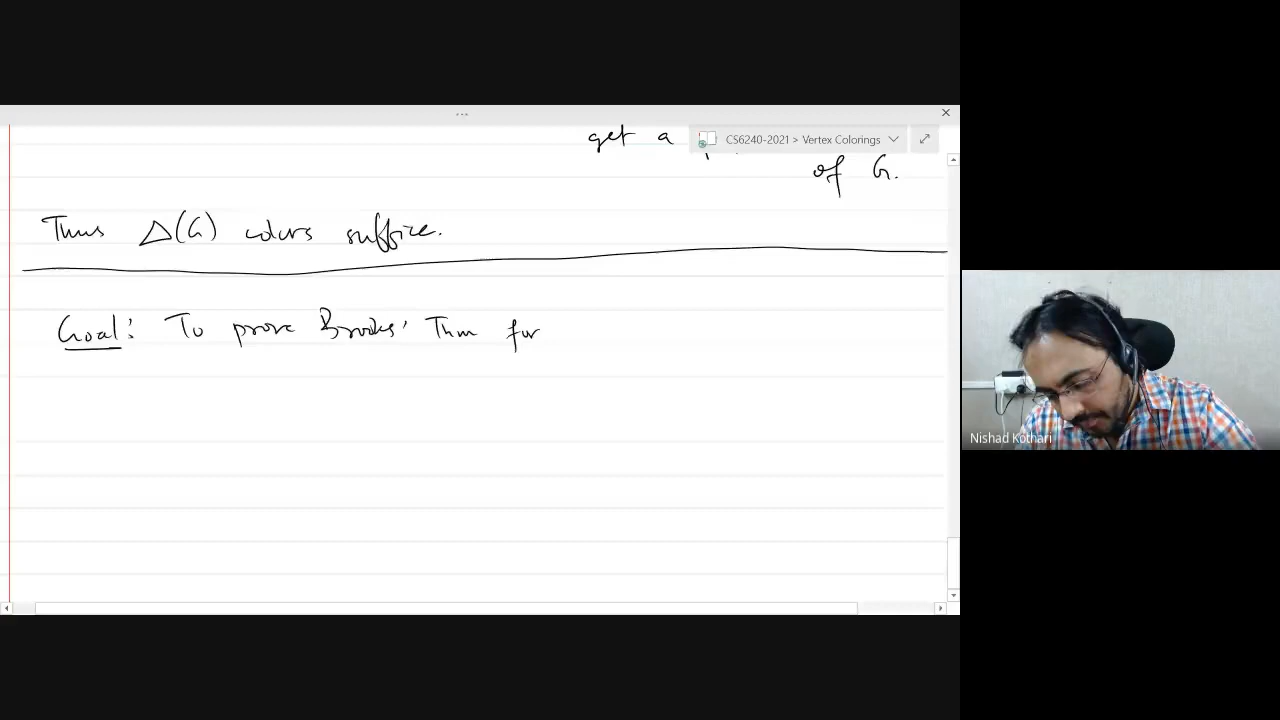 get a
CS6240-2021 > Vertex Colorings
of G.
Thus Δ(G) colors suffice.
Goal: To prove Brooks' Thm for
Nishad Kothari